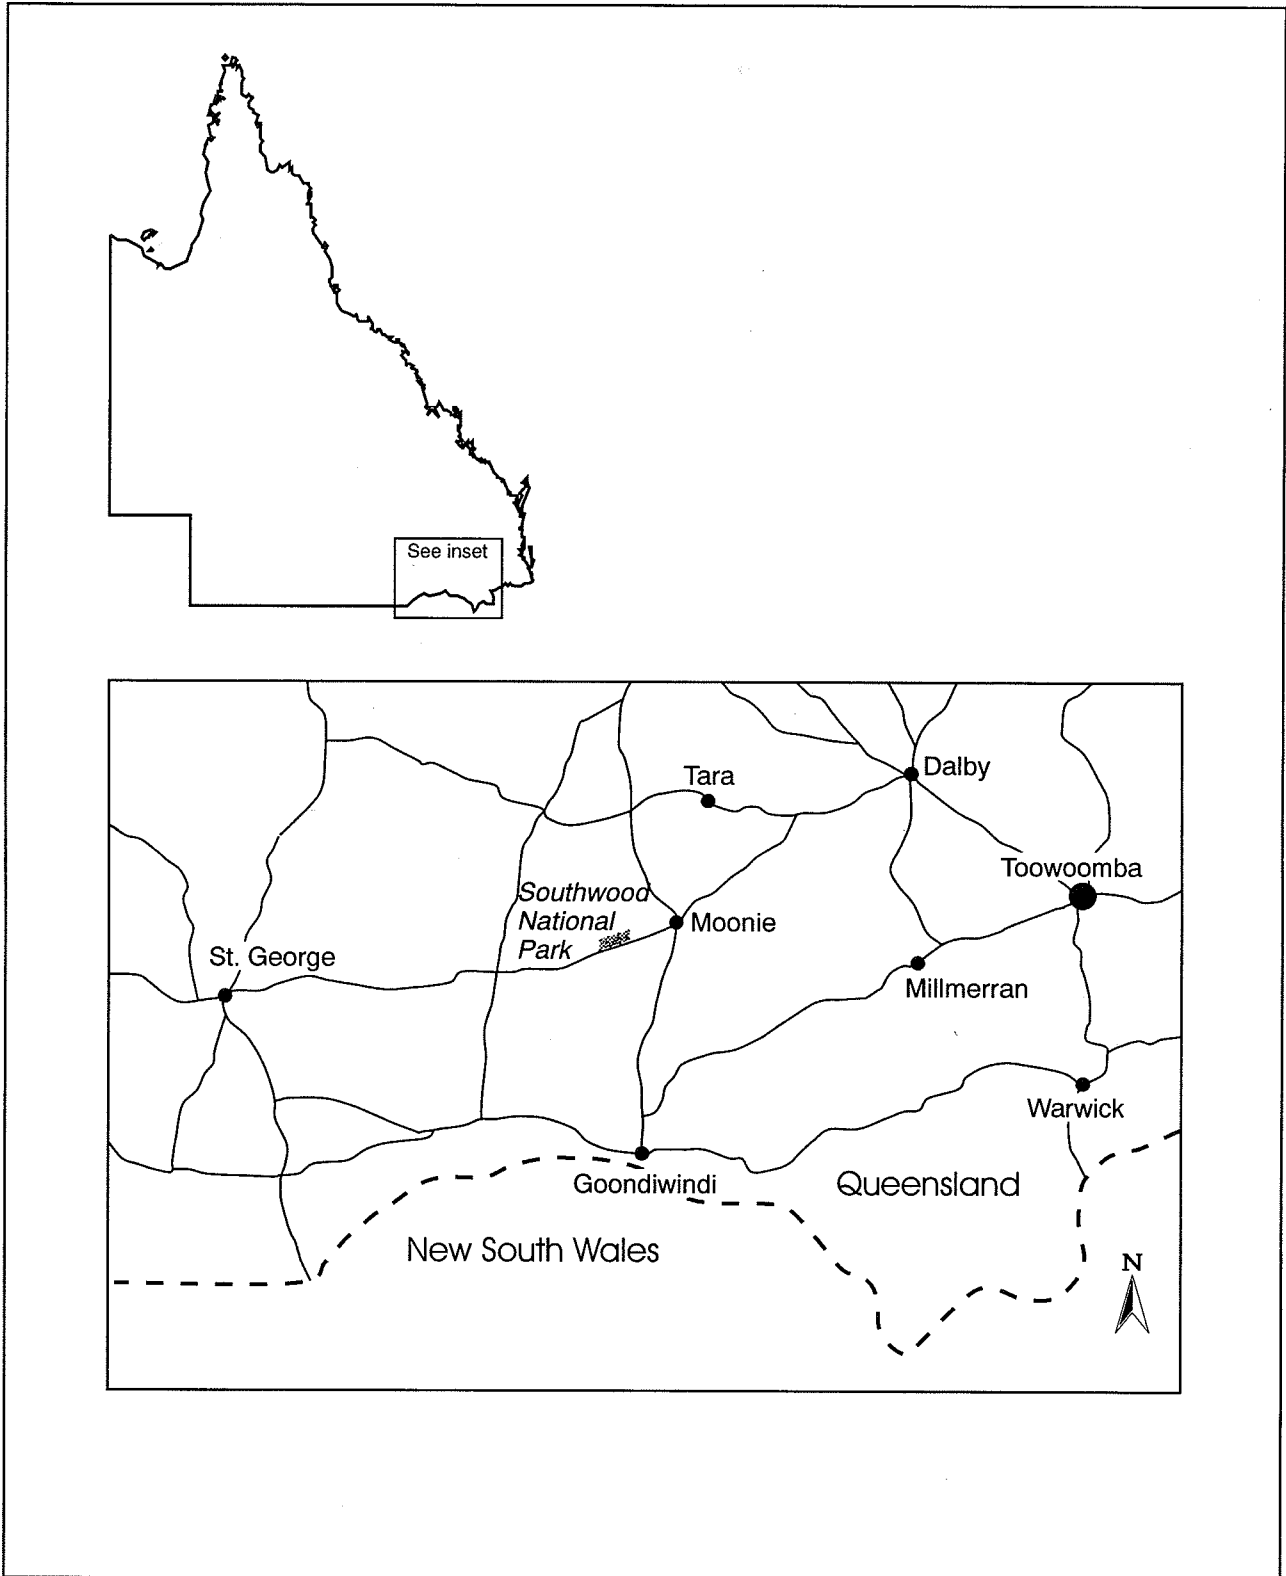 See inset
Tara
Dalby
Toowoomba
Southwood
National
Park
Moonie
St. George
Millmerran
Warwick
Goondiwindi
Queensland
New South Wales
N